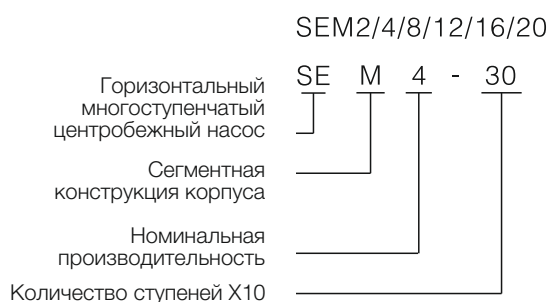 SEM2/4/8/12/16/20
SE M 4 - 30
Горизонтальный
многоступенчатый
центробежный насос
Сегментная
конструкция корпуса
Номинальная
производительность
Количество ступеней X10